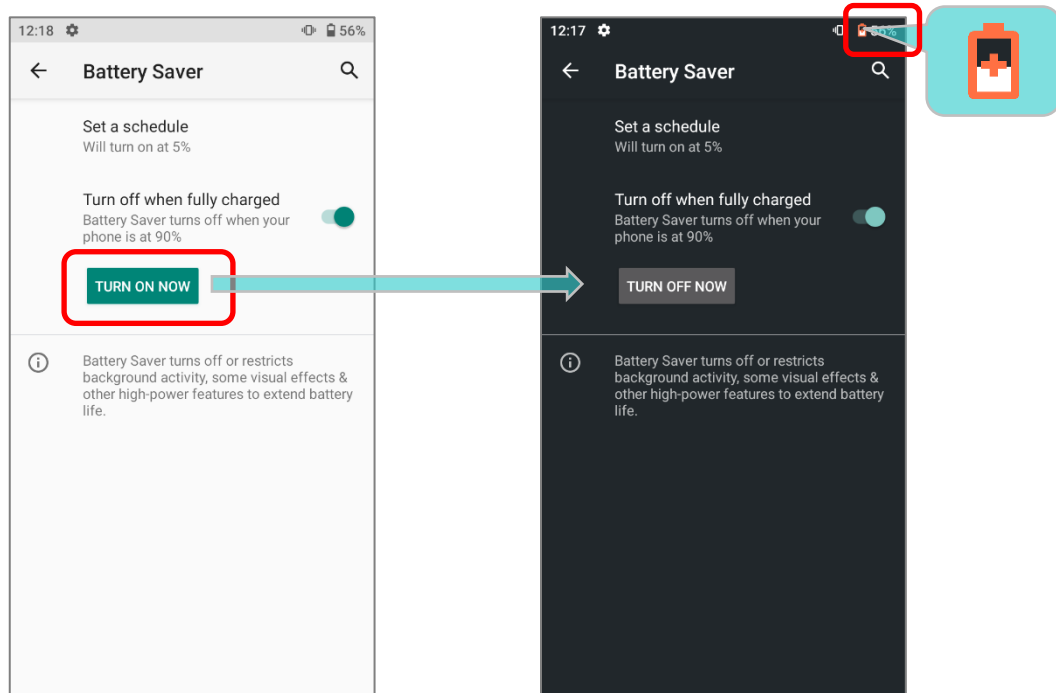 12:18
56%
Battery Saver
Set a schedule
Will turn on at 5%
Turn off when fully charged
Battery Saver turns off when your
phone is at 90%
TURN ON NOW
Battery Saver turns off or restricts
background activity, some visual effects &
other high-power features to extend battery
life.
12:17
56%
Battery Saver
Set a schedule
Will turn on at 5%
Turn off when fully charged
Battery Saver turns off when your
phone is at 90%
TURN OFF NOW
Battery Saver turns off or restricts
background activity, some visual effects &
other high-power features to extend battery
life.